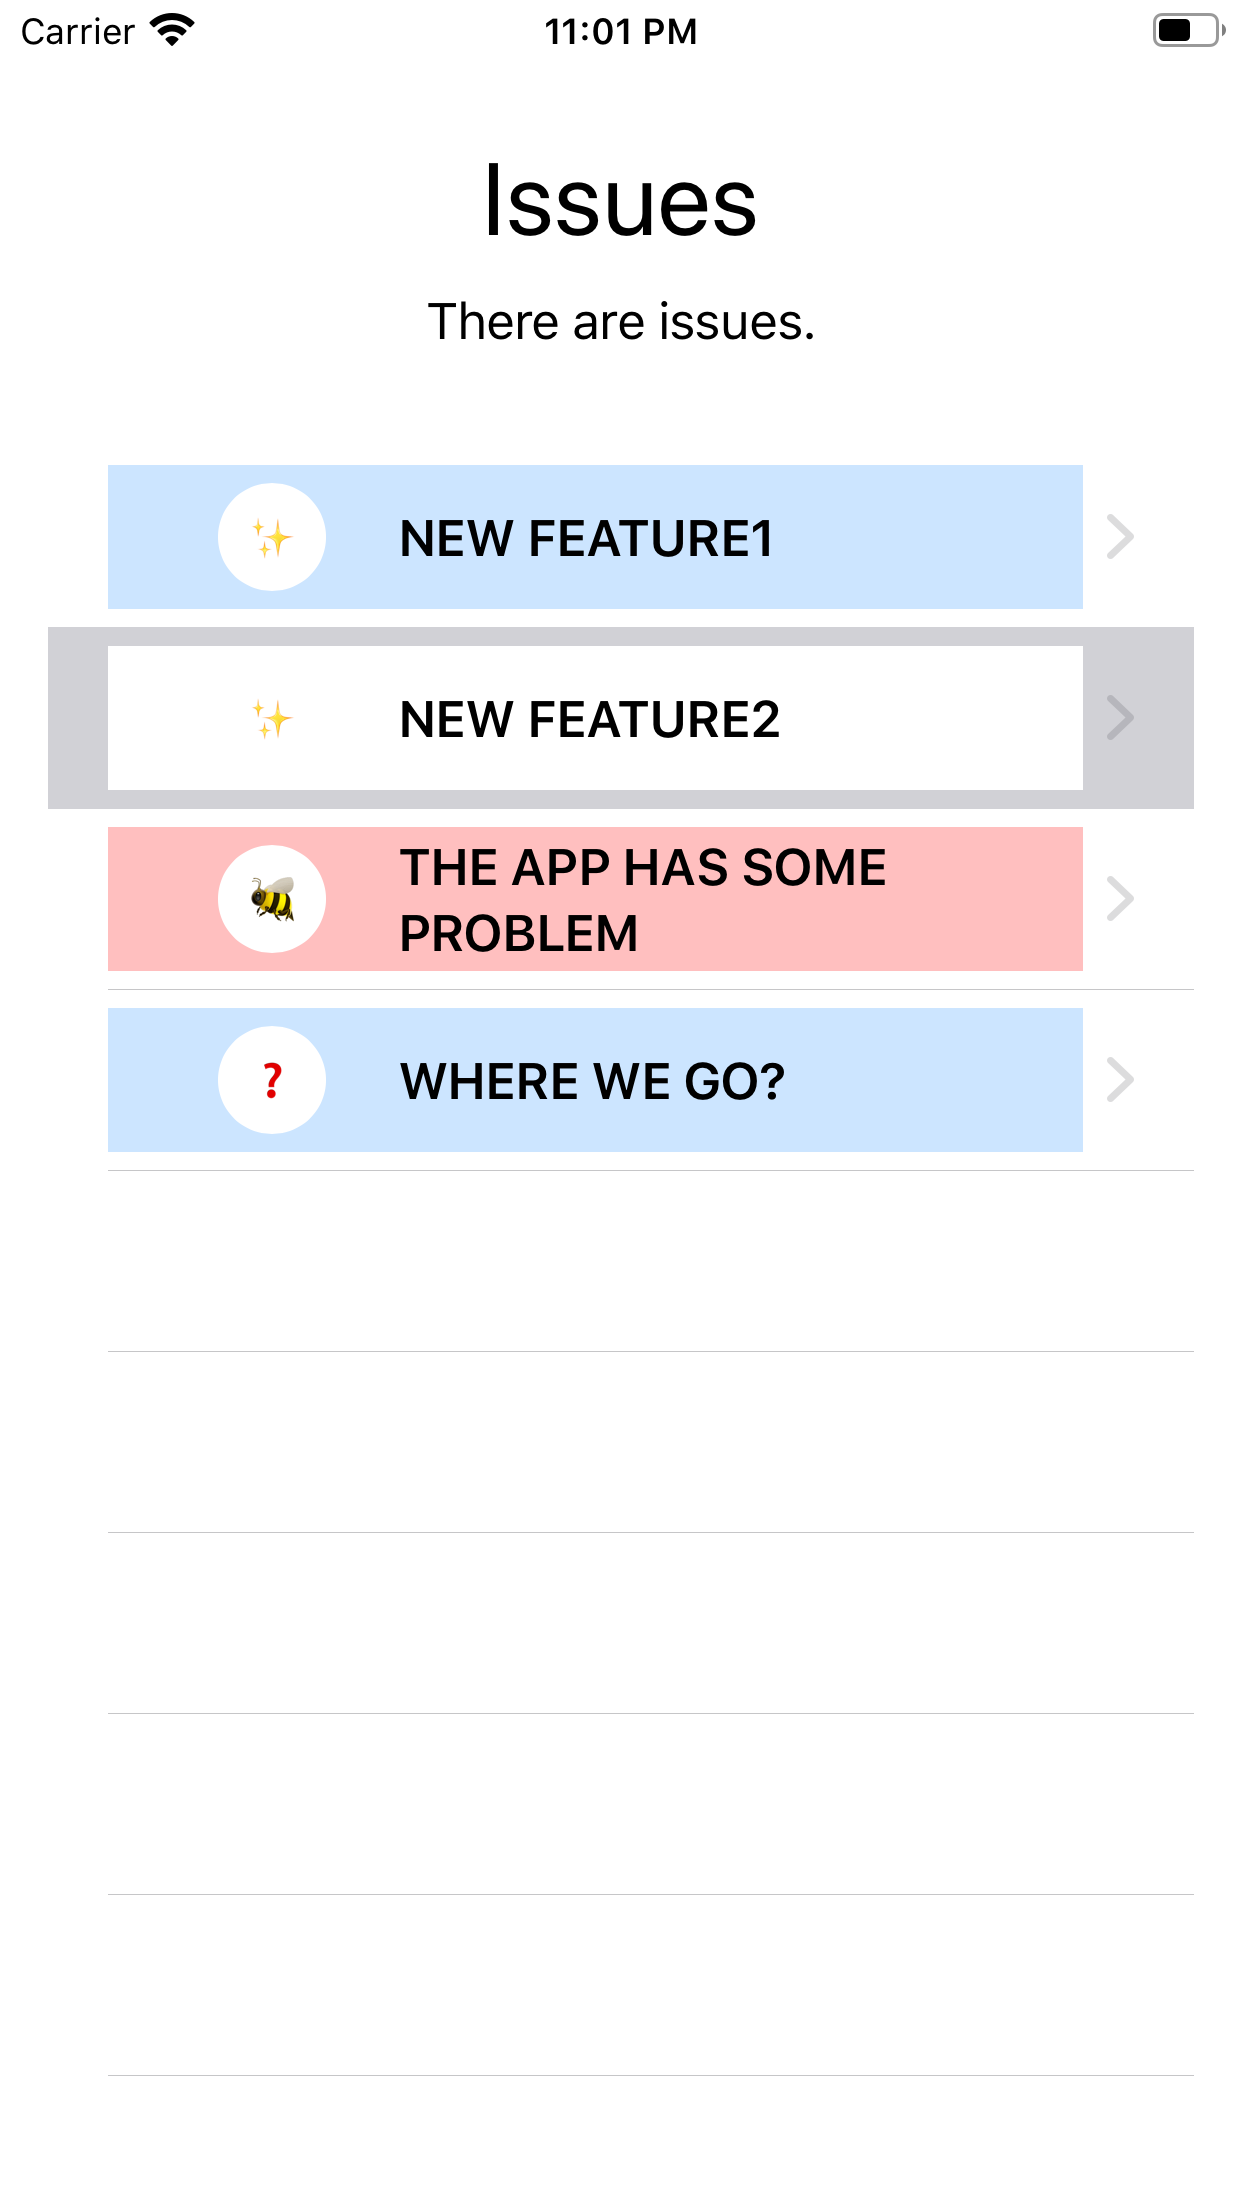 Carrier
11:01 PM
Issues
There are issues.
✨ NEW FEATURE1
✨ NEW FEATURE2
🐝 THE APP HAS SOME
PROBLEM
❓ WHERE WE GO?